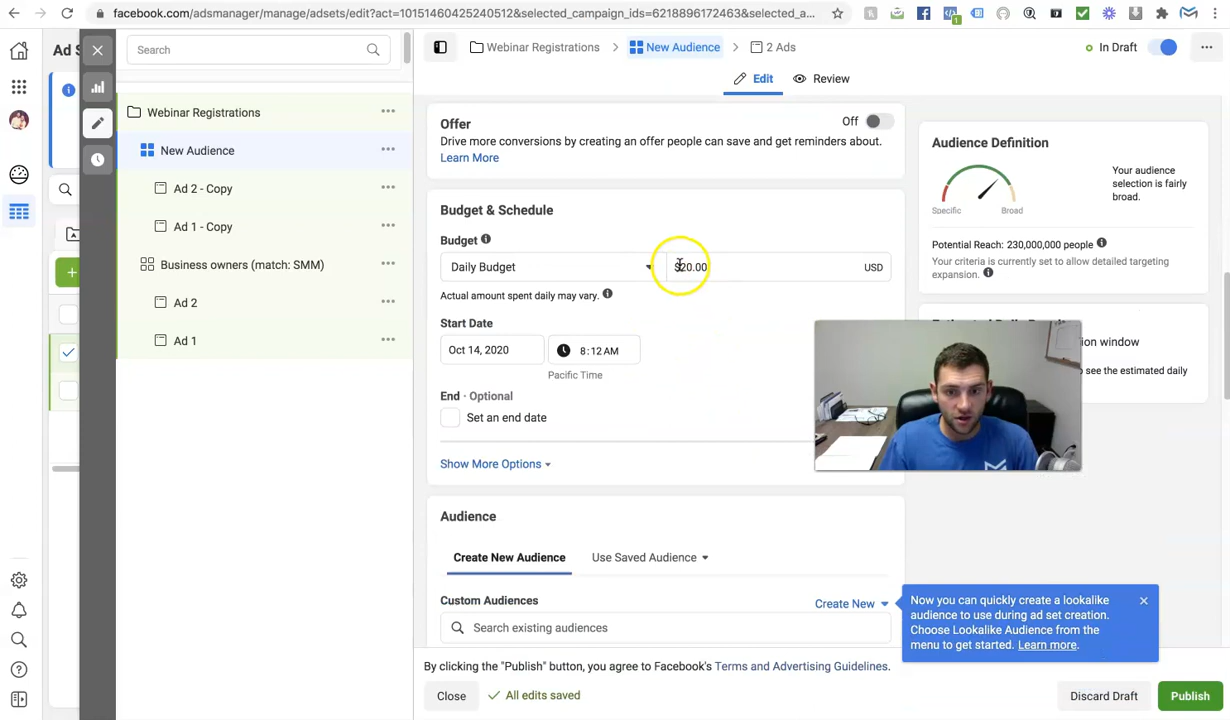 facebook.com/adsmanager/manage/adsets/edit?act=10151460425240512&selected_campaign_ids=6218896172463&selected_a...
Ad S
Search
Webinar Registrations
New Audience
2 Ads
In Draft
Edit
Review
Webinar Registrations
New Audience
Ad 2 - Copy
Ad 1 - Copy
Business owners (match: SMM)
Ad 2
Ad 1
Offer
Off
Drive more conversions by creating an offer people can save and get reminders about.
Learn More
Budget & Schedule
Budget
Daily Budget
$20.00
USD
Actual amount spent daily may vary.
Start Date
Oct 14, 2020
8:12 AM
Pacific Time
End · Optional
Set an end date
Show More Options
Audience
Create New Audience
Use Saved Audience
Custom Audiences
Create New
Search existing audiences
Audience Definition
Specific
Broad
Your audience
selection is fairly
broad.
Potential Reach: 230,000,000 people
Your criteria is currently set to allow detailed targeting
expansion.
on window
to see the estimated daily
Now you can quickly create a lookalike
audience to use during ad set creation.
Choose Lookalike Audience from the
menu to get started. Learn more.
By clicking the "Publish" button, you agree to Facebook's Terms and Advertising Guidelines.
Close
All edits saved
Discard Draft
Publish